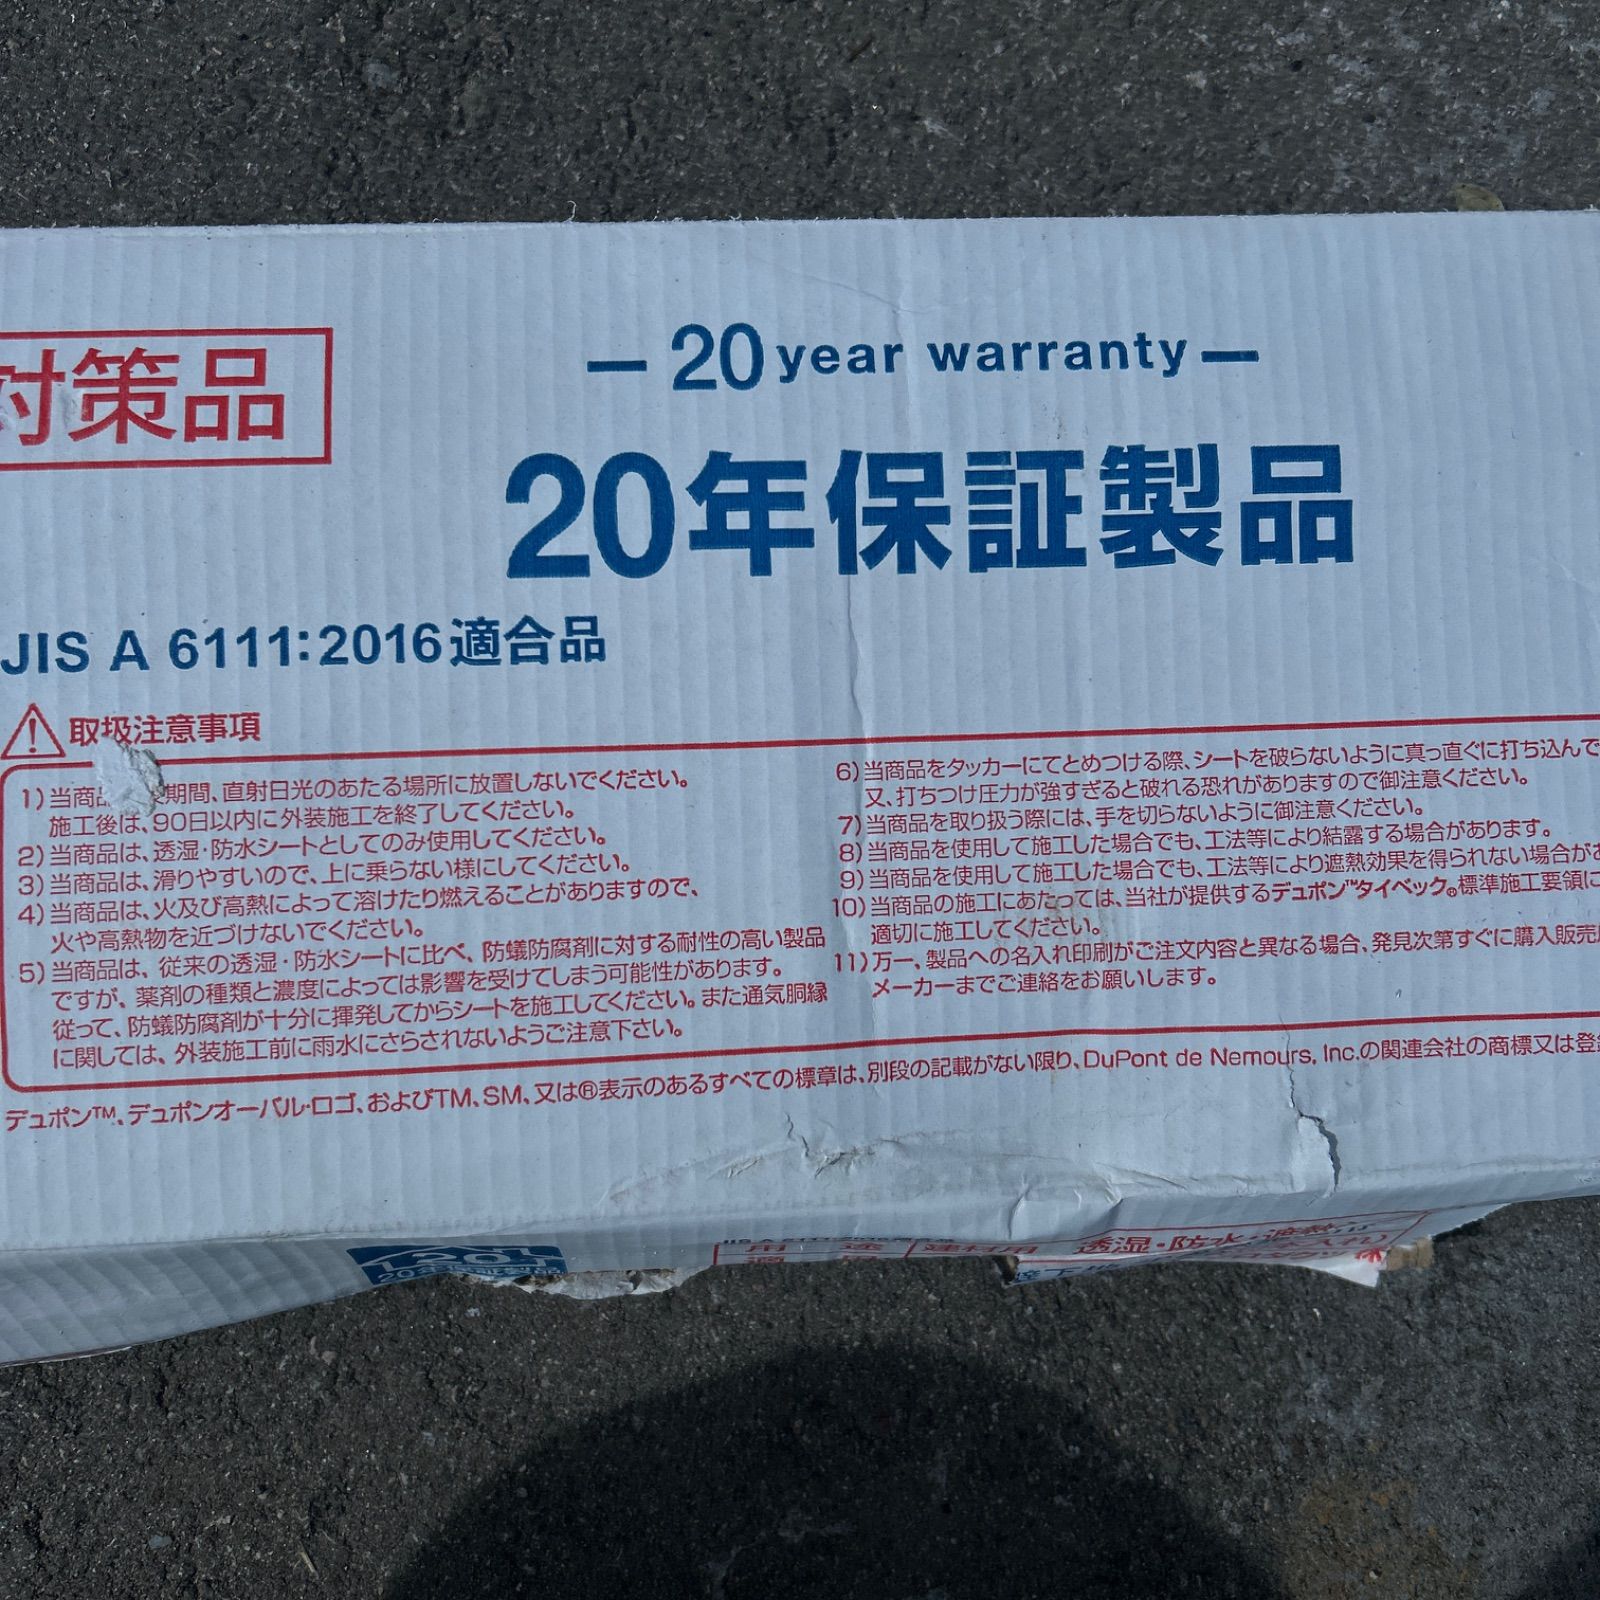 対策品
— 20 year warranty —
20年保証製品
JIS A 6111:2016適合品
取扱注意事項
1)当商 期間、直射日光のあたる場所に放置しないでください。
施工後は、90日以内に外装施工を終了してください。
2)当商品は、透湿・防水シートとしてのみ使用してください。
3)当商品は、滑りやすいので、上に乗らない様にしてください。
4)当商品は、火及び高熱によって溶けたり燃えることがありますので、
火や高熱物を近づけないでください。
5)当商品は、従来の透湿・防水シートに比べ、防蟻防腐剤に対する耐性の高い製品
ですが、薬剤の種類と濃度によっては影響を受けてしまう可能性があります。
従って、防蟻防腐剤が十分に揮発してからシートを施工してください。また通気胴縁
に関しては、外装施工前に雨水にさらされないようご注意下さい。
6)当商品をタッカーにてとめつける際、シートを破らないように真っ直ぐに打ち込んで
又、打ちつけ圧力が強すぎると破れる恐れがありますので御注意ください。
7)当商品を取り扱う際には、手を切らないように御注意ください。
8)当商品を使用して施工した場合でも、工法等により結露する場合があります。
9)当商品を使用して施工した場合でも、工法等により遮熱効果を得られない場合が
10)当商品の施工にあたっては、当社が提供するデュポン™タイベック®標準施工要領に
適切に施工してください。
11)万一、製品への名入れ印刷がご注文内容と異なる場合、発見次第すぐに購入販売
メーカーまでご連絡をお願いします。
デュポン™、デュポンオーバル・ロゴ、およびTM、SM、又は®表示のあるすべての標章は、別段の記載がない限り、DuPont de Nemours, Inc.の関連会社の商標又は登
用途 建材用 透湿・防水・遮熱